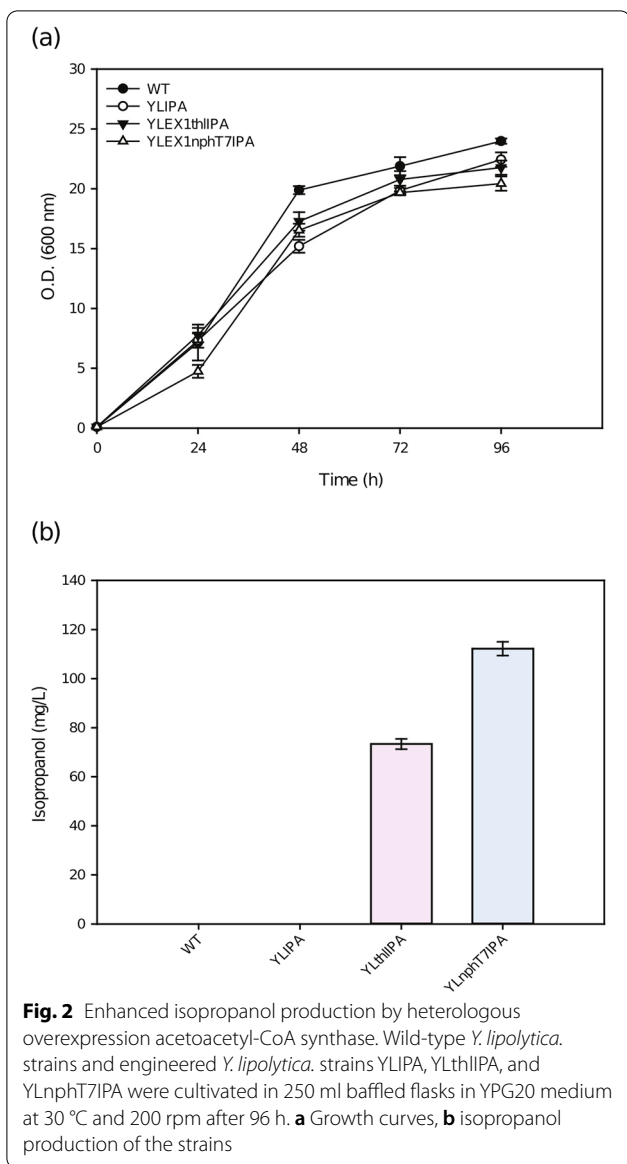 (a)
30
25
20
15
10
5
0
WT
YLIPA
YLEX1thlIPA
YLEX1nphT7IPA
O.D. (600 nm)
0 24 48 72 96
Time (h)
(b)
140
120
100
80
60
40
20
0
Isopropanol (mg/L)
WT YLIPA YLthlIPA YLnphT7IPA
Fig. 2 Enhanced isopropanol production by heterologous
overexpression acetoacetyl-CoA synthase. Wild-type Y. lipolytica.
strains and engineered Y. lipolytica. strains YLIPA, YLthlIPA, and
YLnphT7IPA were cultivated in 250 ml baffled flasks in YPG20 medium
at 30 °C and 200 rpm after 96 h. a Growth curves, b isopropanol
production of the strains